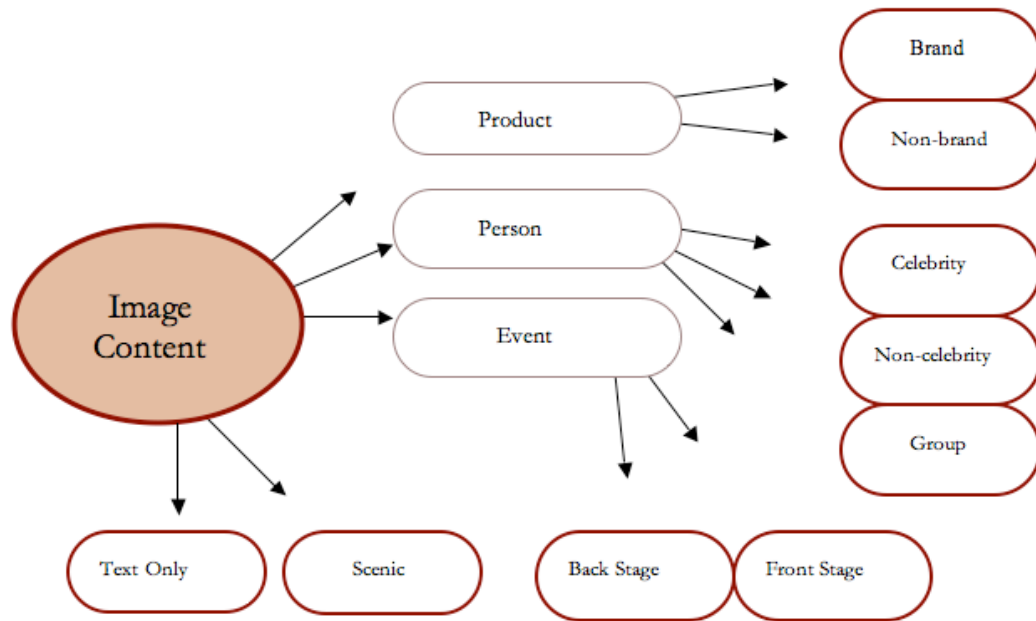 Brand
Product
Non-brand
Person
Celebrity
Image
Content
Event
Non-celebrity
Group
Text Only
Scenic
Back Stage
Front Stage